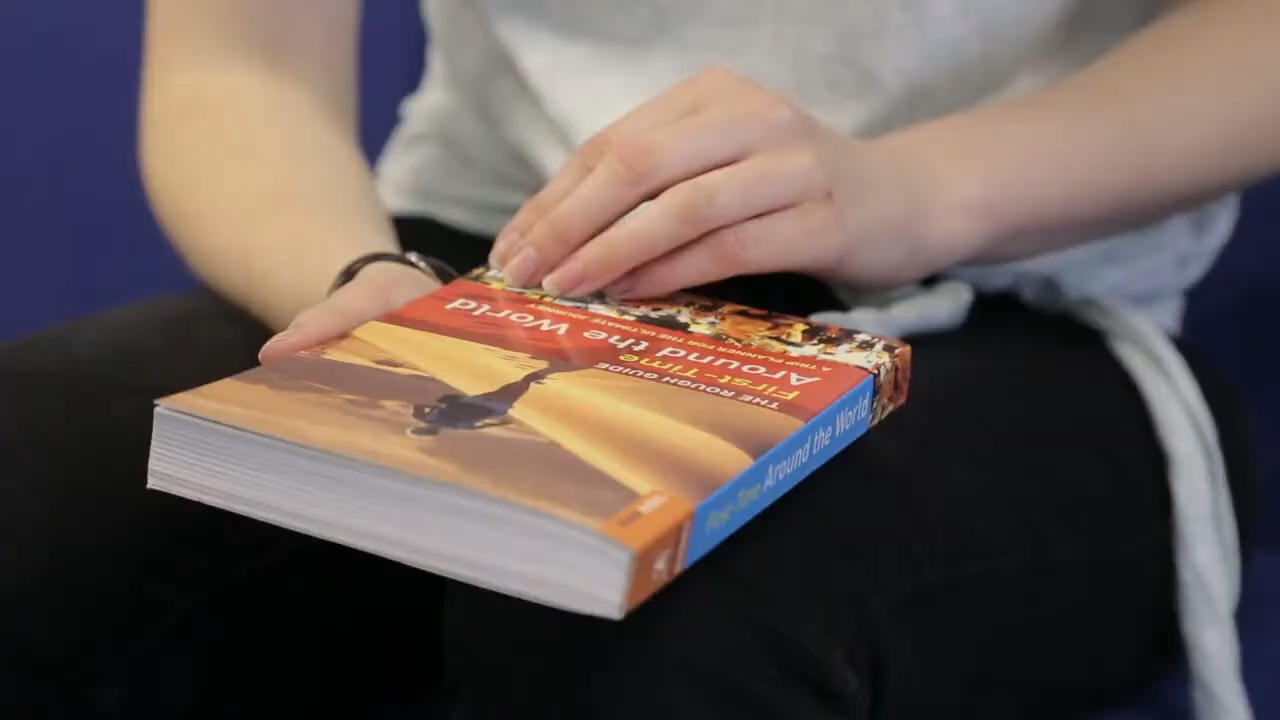 THE ROUGH GUIDE
First-Time
Around the World
A TRIP PLANNER FOR THE ULTIMATE JOURNEY
First-Time Around the World